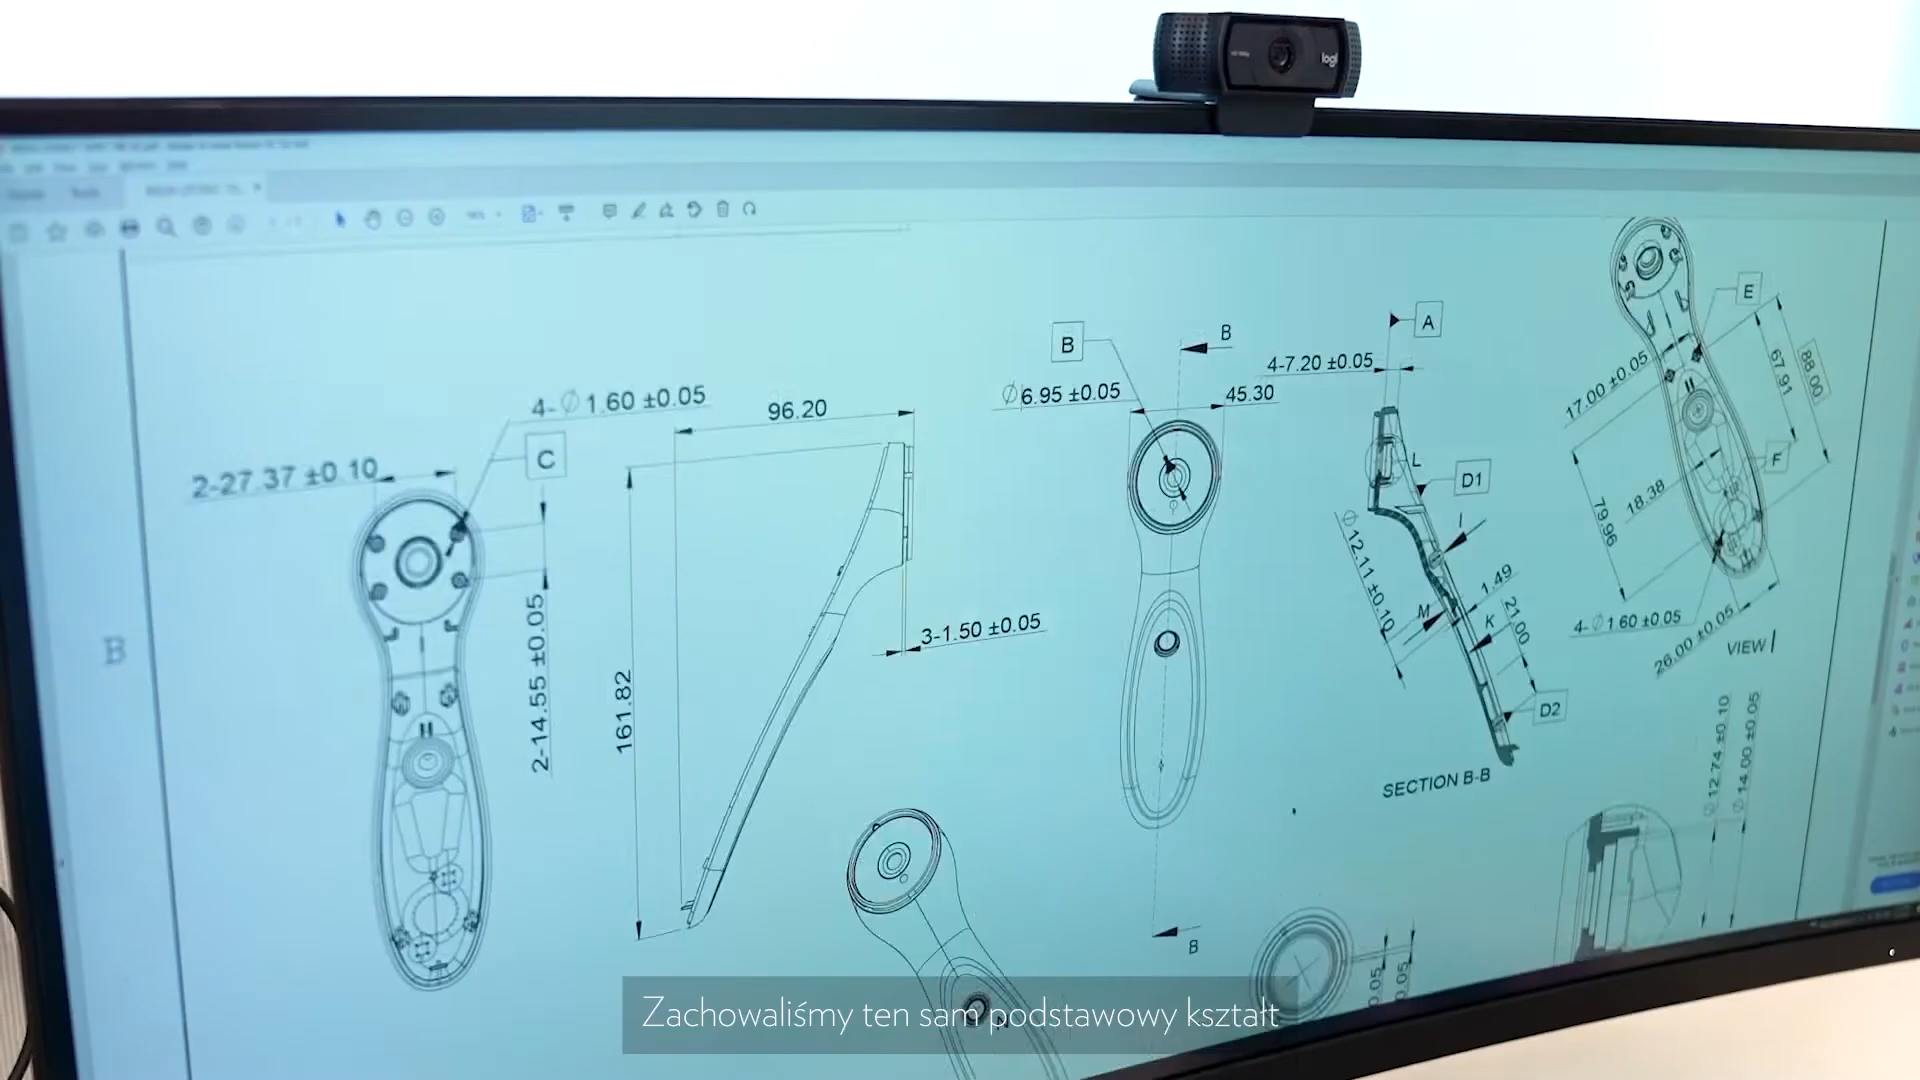 logi
B
4-∅1.60 ±0.05
C
2-27.37 ±0.10
2-14.55 ±0.05
96.20
161.82
3-1.50 ±0.05
B
B
∅6.95 ±0.05
45.30
B
A
4-7.20 ±0.05
L
D1
I
∅12.11 ±0.10
1.49
M
K
21.00
D2
SECTION B-B
E
17.00 ±0.05
67.91
88.00
F
18.38
79.96
4-∅1.60 ±0.05
26.00 ±0.05
VIEW
∅12.74 ±0.10
∅14.00 ±0.05
0.05
0.05
N
Zachowaliśmy ten sam podstawowy kształt